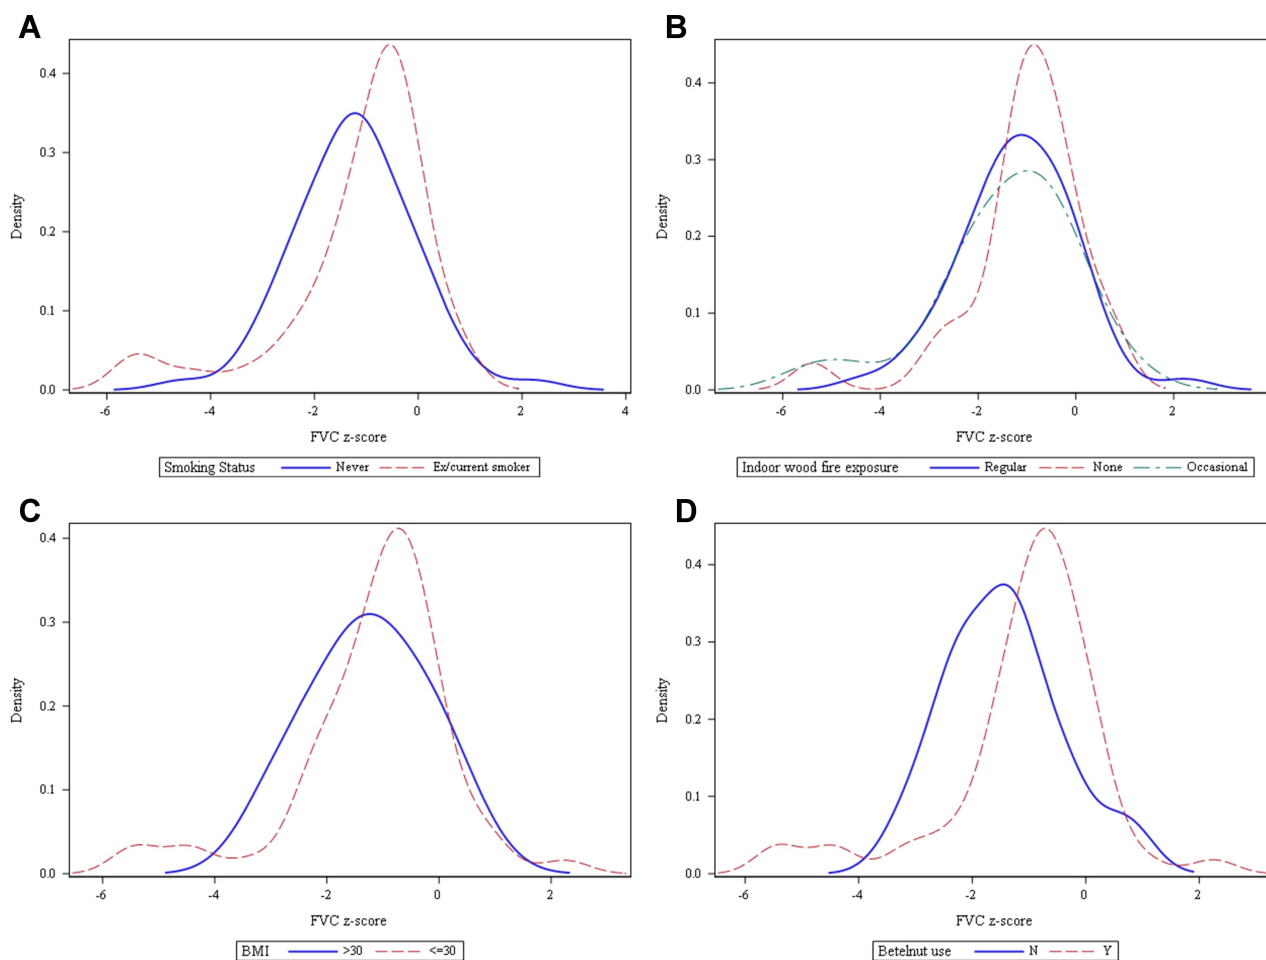 A
0.4
0.3
0.2
0.1
0.0
Density
-6 -4 -2 0 2 4
FVC z-score
Smoking Status Never Ex/current smoker
B
0.4
0.3
0.2
0.1
0.0
Density
-6 -4 -2 0 2
FVC z-score
Indoor wood fire exposure Regular None Occasional
C
0.4
0.3
0.2
0.1
0.0
Density
-6 -4 -2 0 2
FVC z-score
BMI >30 <=30
D
0.4
0.3
0.2
0.1
0.0
Density
-6 -4 -2 0 2
FVC z-score
Betelnut use N Y